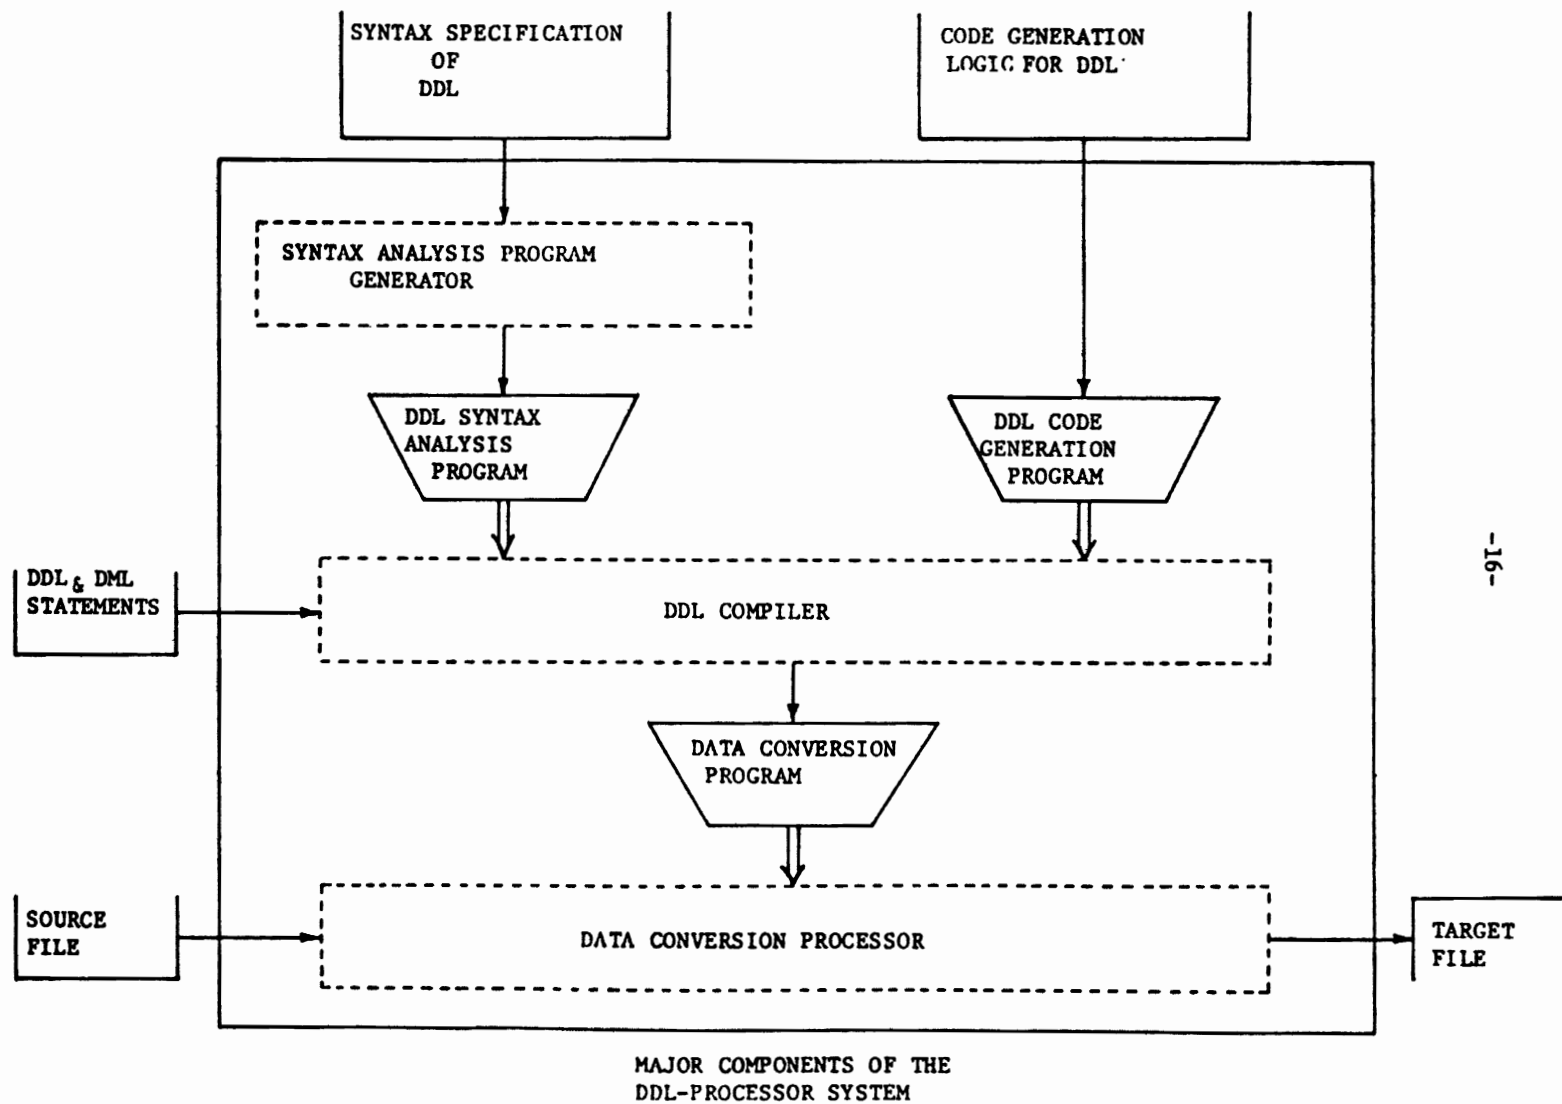 SYNTAX SPECIFICATION
OF
DDL
CODE GENERATION
LOGIC FOR DDL
SYNTAX ANALYSIS PROGRAM
GENERATOR
DDL SYNTAX
ANALYSIS
PROGRAM
DDL CODE
GENERATION
PROGRAM
DDL & DML
STATEMENTS
DDL COMPILER
-16-
DATA CONVERSION
PROGRAM
SOURCE
FILE
DATA CONVERSION PROCESSOR
TARGET
FILE
MAJOR COMPONENTS OF THE
DDL-PROCESSOR SYSTEM